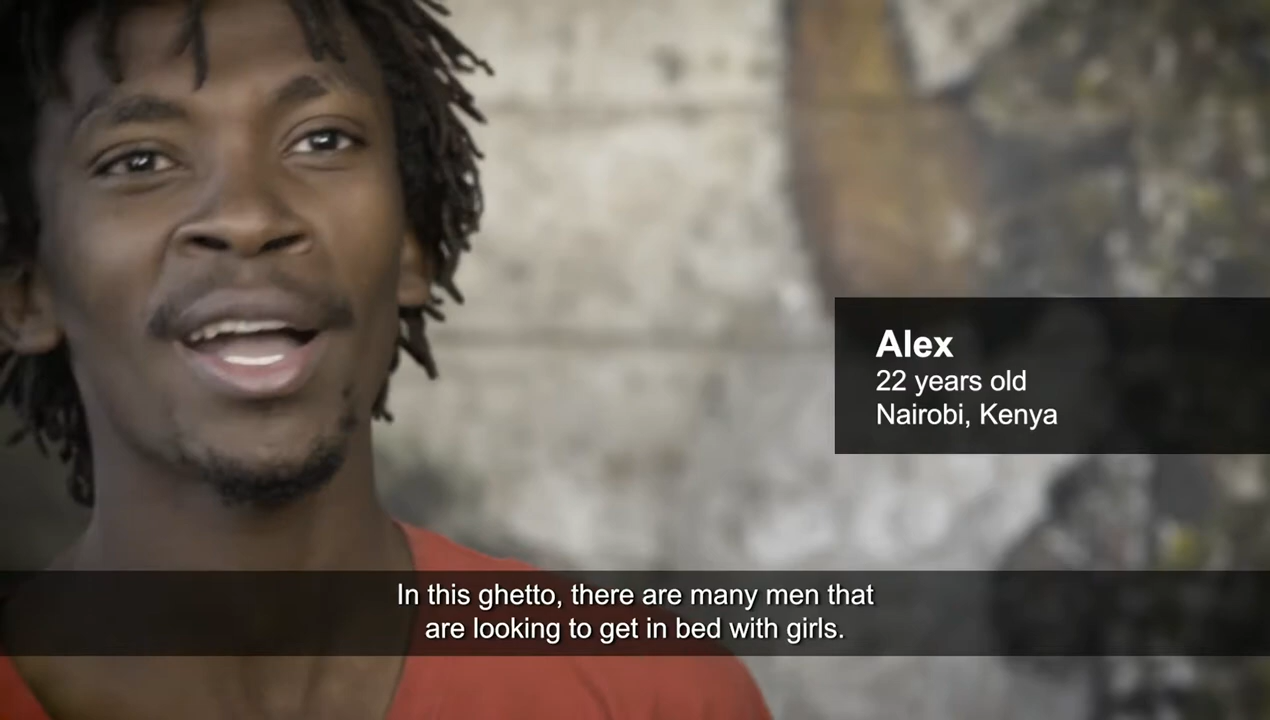 Alex
22 years old
Nairobi, Kenya
In this ghetto, there are many men that
are looking to get in bed with girls.